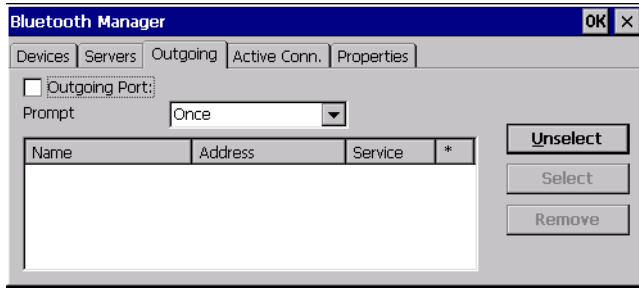 Bluetooth Manager OK ×
Devices Servers Outgoing Active Conn. Properties
Outgoing Port:
Prompt Once
Name Address Service *
Unselect
Select
Remove